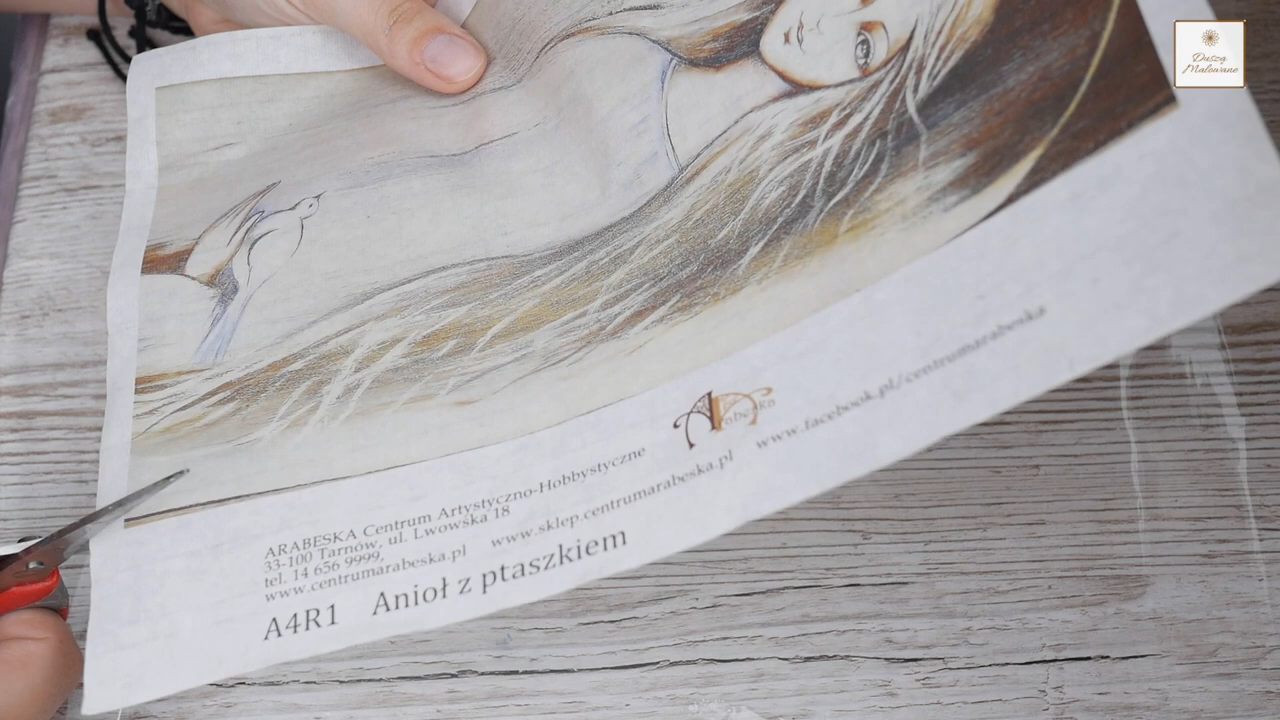 Duszą
Malowane
Arabeska
ARABESKA Centrum Artystyczno-Hobbystyczne
33-100 Tarnów, ul. Lwowska 18
tel. 14 656 9999,
www.centrumarabeska.pl www.sklep.centrumarabeska.pl www.facebook.pl/centrumarabeska
A4R1 Anioł z ptaszkiem